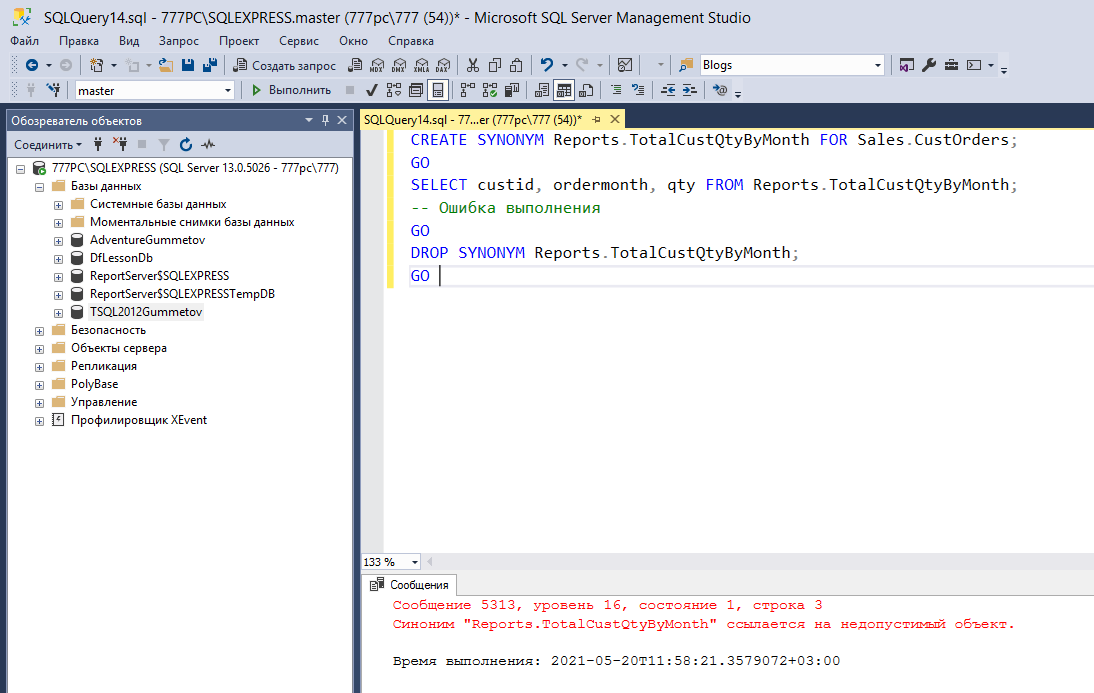 SQLQuery14.sql - 777PC\SQLEXPRESS.master (777pc\777 (54))* - Microsoft SQL Server Management Studio
Файл Правка Вид Запрос Проект Сервис Окно Справка
Создать запрос MDX DMX XMLA DAX Blogs
master Выполнить
Обозреватель объектов
SQLQuery14.sql - 77...er (777pc\777 (54))*
Соединить
777PC\SQLEXPRESS (SQL Server 13.0.5026 - 777pc\777)
Базы данных
Системные базы данных
Моментальные снимки базы данных
AdventureGummetov
DfLessonDb
ReportServer$SQLEXPRESS
ReportServer$SQLEXPRESSTempDB
TSQL2012Gummetov
Безопасность
Объекты сервера
Репликация
PolyBase
Управление
Профилировщик XEvent
CREATE SYNONYM Reports.TotalCustQtyByMonth FOR Sales.CustOrders;
GO
SELECT custid, ordermonth, qty FROM Reports.TotalCustQtyByMonth;
-- Ошибка выполнения
GO
DROP SYNONYM Reports.TotalCustQtyByMonth;
GO
133 %
Сообщения
Сообщение 5313, уровень 16, состояние 1, строка 3
Синоним "Reports.TotalCustQtyByMonth" ссылается на недопустимый объект.
Время выполнения: 2021-05-20T11:58:21.3579072+03:00